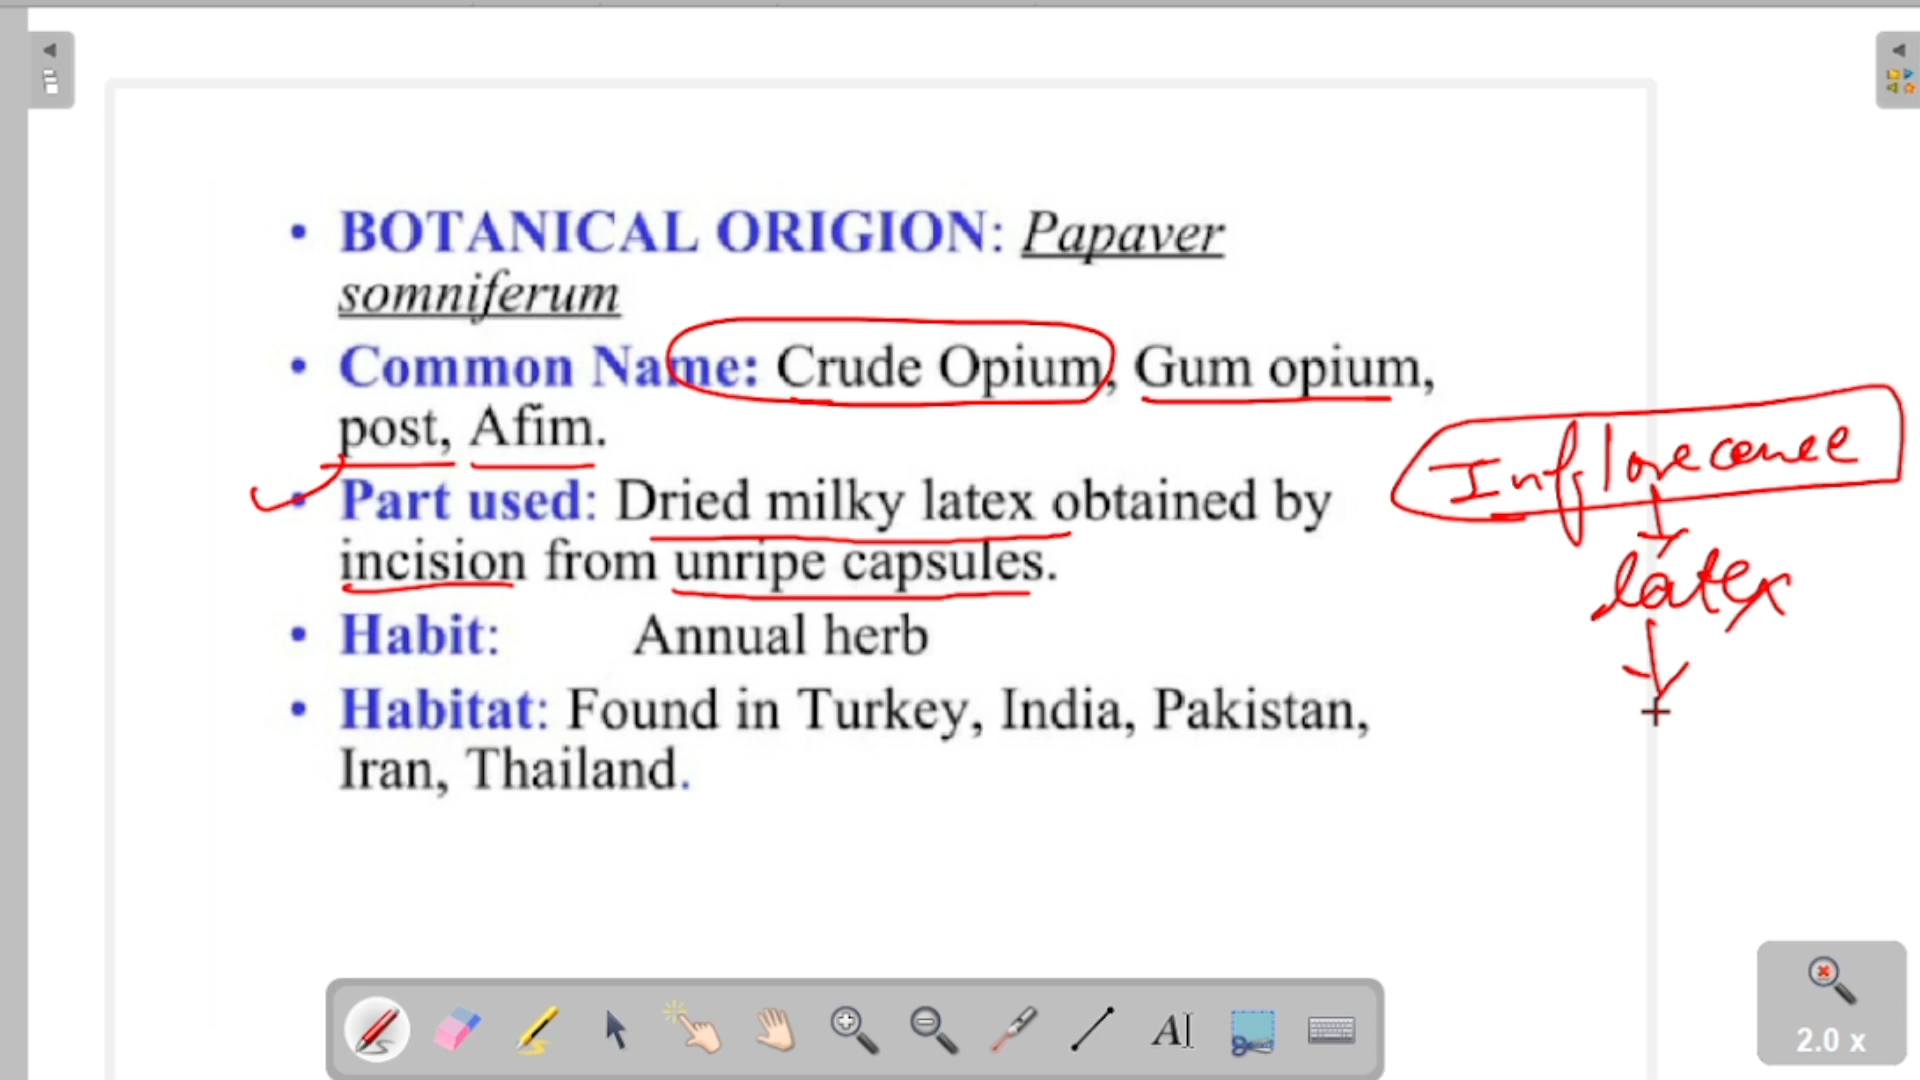 • BOTANICAL ORIGION: Papaver
somniferum
• Common Name: Crude Opium, Gum opium,
post, Afim.
• Part used: Dried milky latex obtained by
incision from unripe capsules.
• Habit: Annual herb
• Habitat: Found in Turkey, India, Pakistan,
Iran, Thailand.
Inflorecence
latex
2.0 x